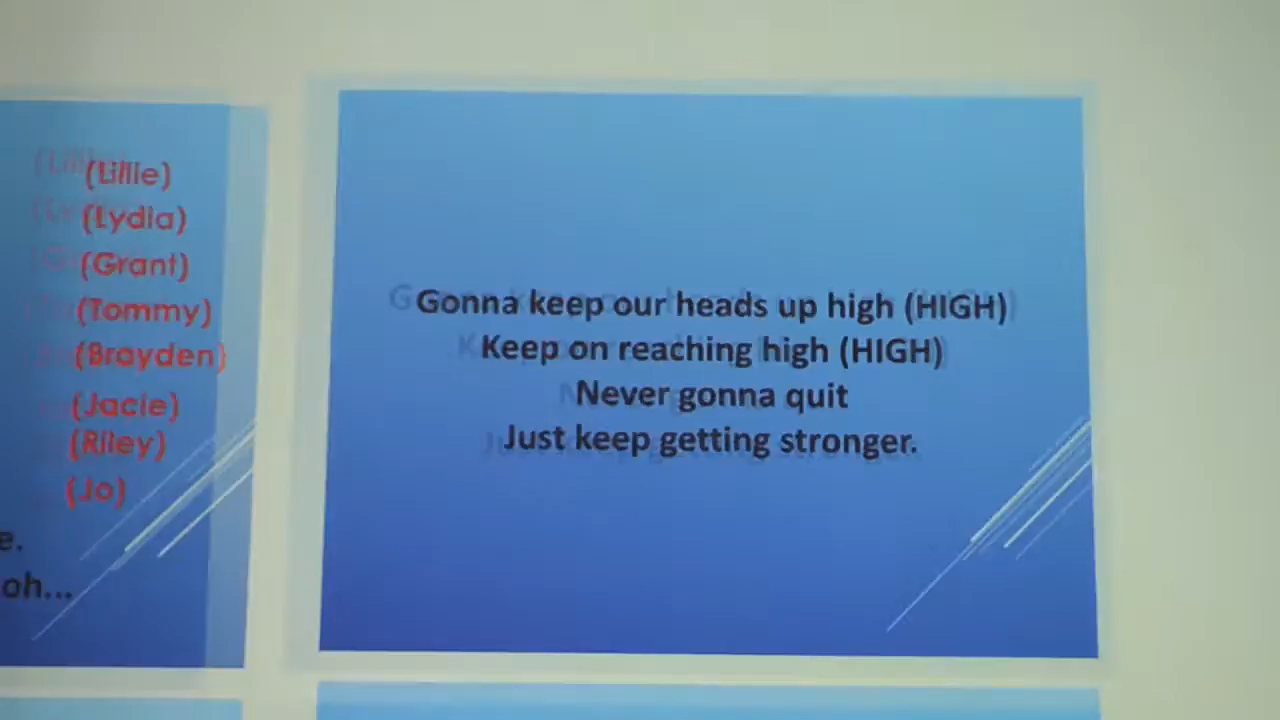 (Lillie)
(Lydia)
(Grant)
(Tommy)
(Brayden)
(Jacie)
(Riley)
(Jo)
e.
oh...
Gonna keep our heads up high (HIGH)
Keep on reaching high (HIGH)
Never gonna quit
Just keep getting stronger.